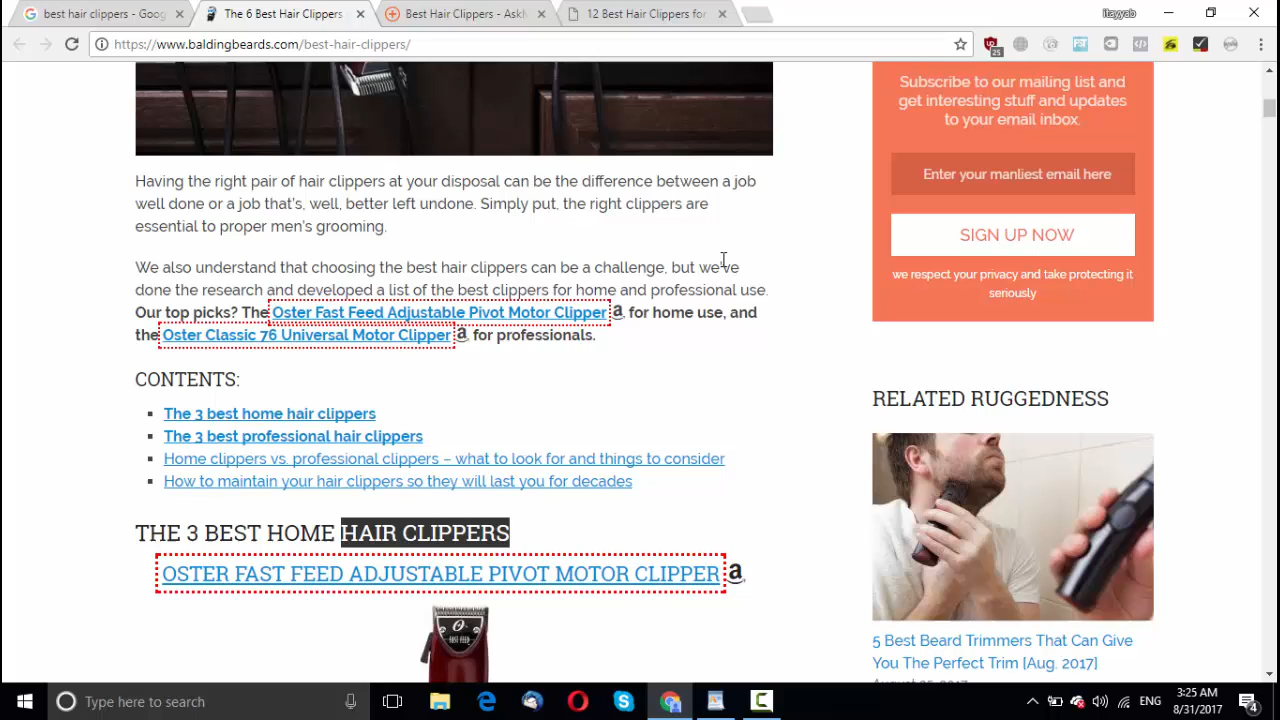 best hair clippers - Goog
The 6 Best Hair Clippers
Best Hair Clippers - AskM
12 Best Hair Clippers for
ltayyab
https://www.baldingbeards.com/best-hair-clippers/
25
Having the right pair of hair clippers at your disposal can be the difference between a job
well done or a job that's, well, better left undone. Simply put, the right clippers are
essential to proper men's grooming.
We also understand that choosing the best hair clippers can be a challenge, but we've
done the research and developed a list of the best clippers for home and professional use.
Our top picks? The Oster Fast Feed Adjustable Pivot Motor Clipper a for home use, and
the Oster Classic 76 Universal Motor Clipper a for professionals.
CONTENTS:
The 3 best home hair clippers
The 3 best professional hair clippers
Home clippers vs. professional clippers – what to look for and things to consider
How to maintain your hair clippers so they will last you for decades
THE 3 BEST HOME HAIR CLIPPERS
OSTER FAST FEED ADJUSTABLE PIVOT MOTOR CLIPPER a
FAST FEED
Subscribe to our mailing list and
get interesting stuff and updates
to your email inbox.
Enter your manliest email here
SIGN UP NOW
we respect your privacy and take protecting it
seriously
RELATED RUGGEDNESS
5 Best Beard Trimmers That Can Give
You The Perfect Trim [Aug. 2017]
Type here to search
ENG
3:25 AM
8/31/2017
4